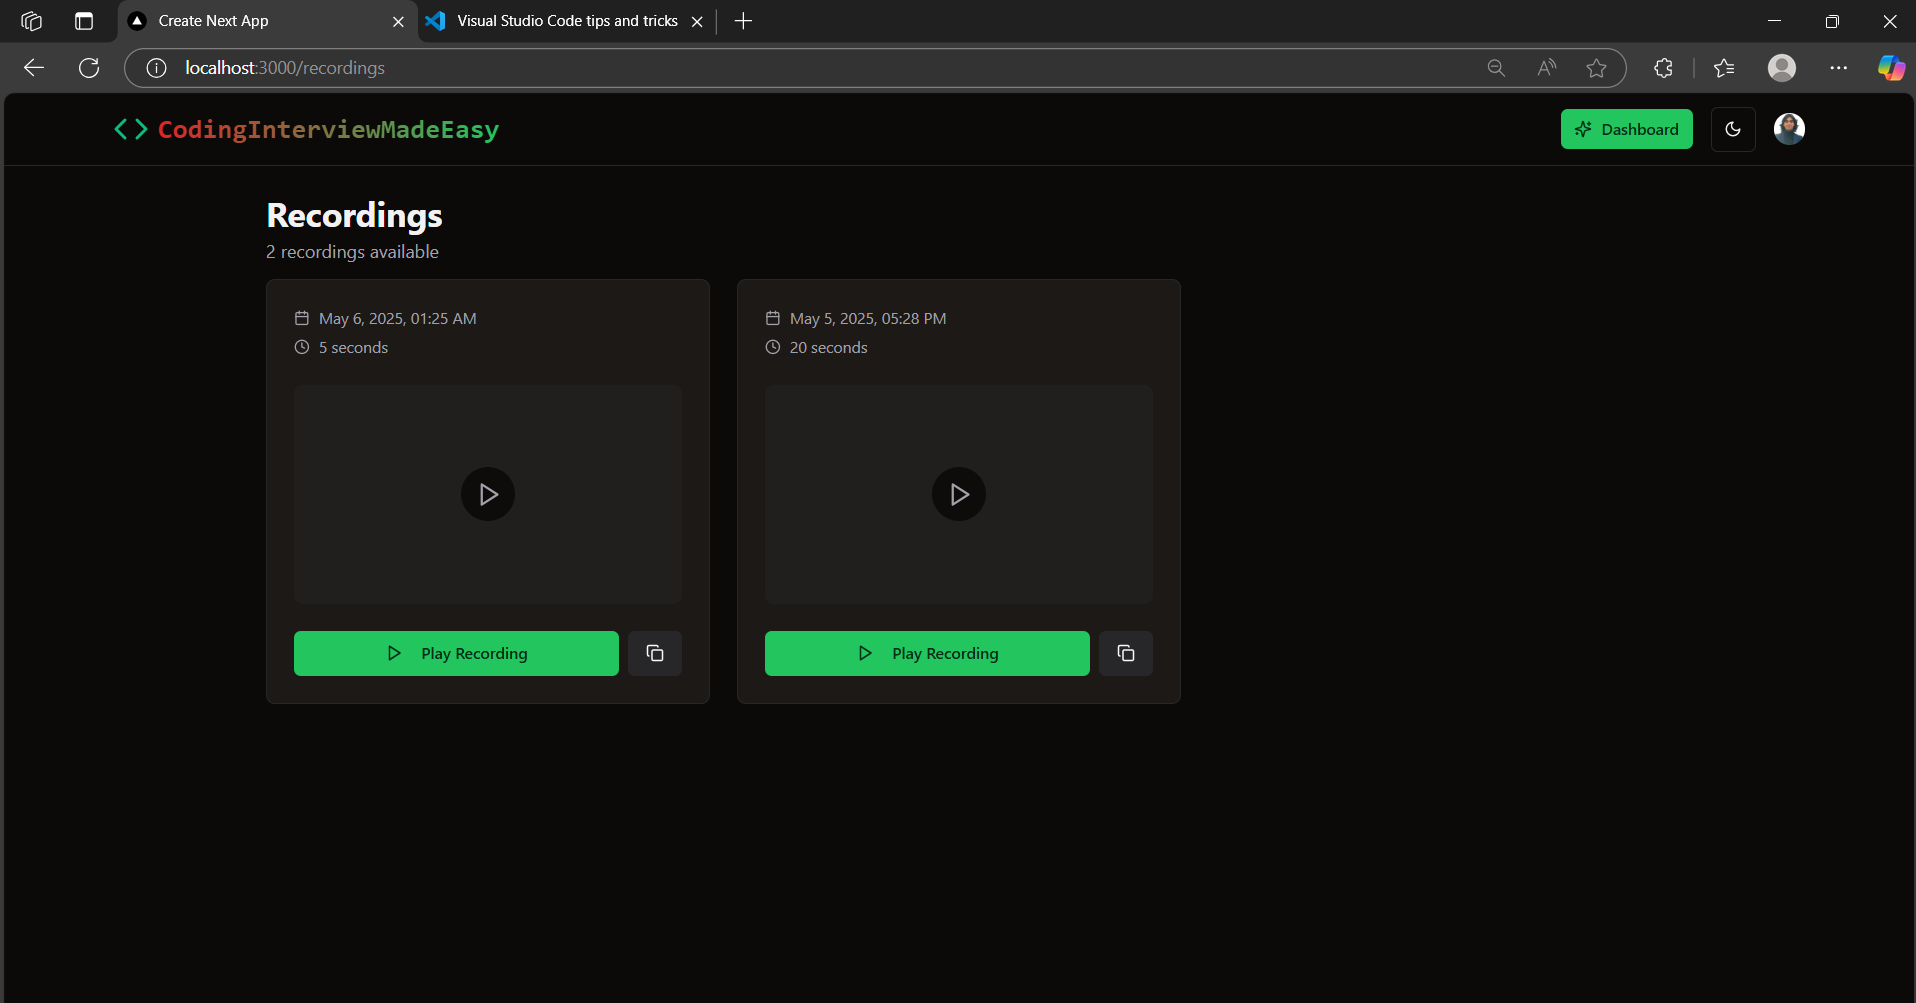 Create Next App
Visual Studio Code tips and tricks
localhost:3000/recordings
CodingInterviewMadeEasy
Dashboard
Recordings
2 recordings available
May 6, 2025, 01:25 AM
5 seconds
Play Recording
May 5, 2025, 05:28 PM
20 seconds
Play Recording